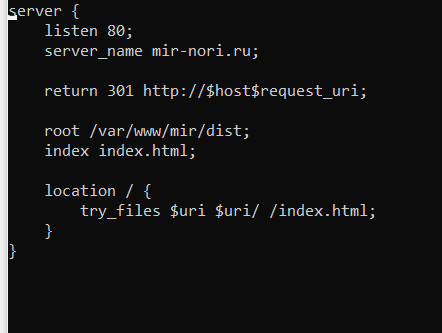 server {
    listen 80;
    server_name mir-nori.ru;

    return 301 http://$host$request_uri;

    root /var/www/mir/dist;
    index index.html;

    location / {
        try_files $uri $uri/ /index.html;
    }
}